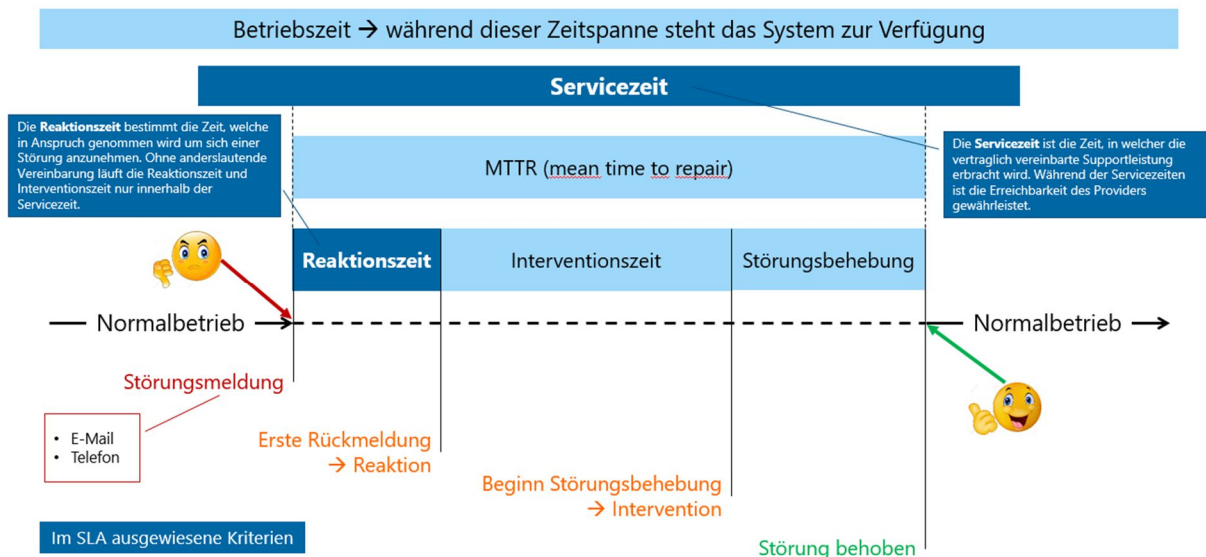 Betriebszeit → während dieser Zeitspanne steht das System zur Verfügung
Servicezeit
Die Reaktionszeit bestimmt die Zeit, welche
in Anspruch genommen wird um sich einer
Störung anzunehmen. Ohne anderslautende
Vereinbarung läuft die Reaktionszeit und
Interventionszeit nur innerhalb der
Servicezeit.
MTTR (mean time to repair)
Die Servicezeit ist die Zeit, in welcher die
vertraglich vereinbarte Supportleistung
erbracht wird. Während der Servicezeiten
ist die Erreichbarkeit des Providers
gewährleistet.
Reaktionszeit
Interventionszeit
Störungsbehebung
Normalbetrieb
Normalbetrieb
Störungsmeldung
• E-Mail
• Telefon
Erste Rückmeldung
→ Reaktion
Beginn Störungsbehebung
→ Intervention
Störung behoben
Im SLA ausgewiesene Kriterien